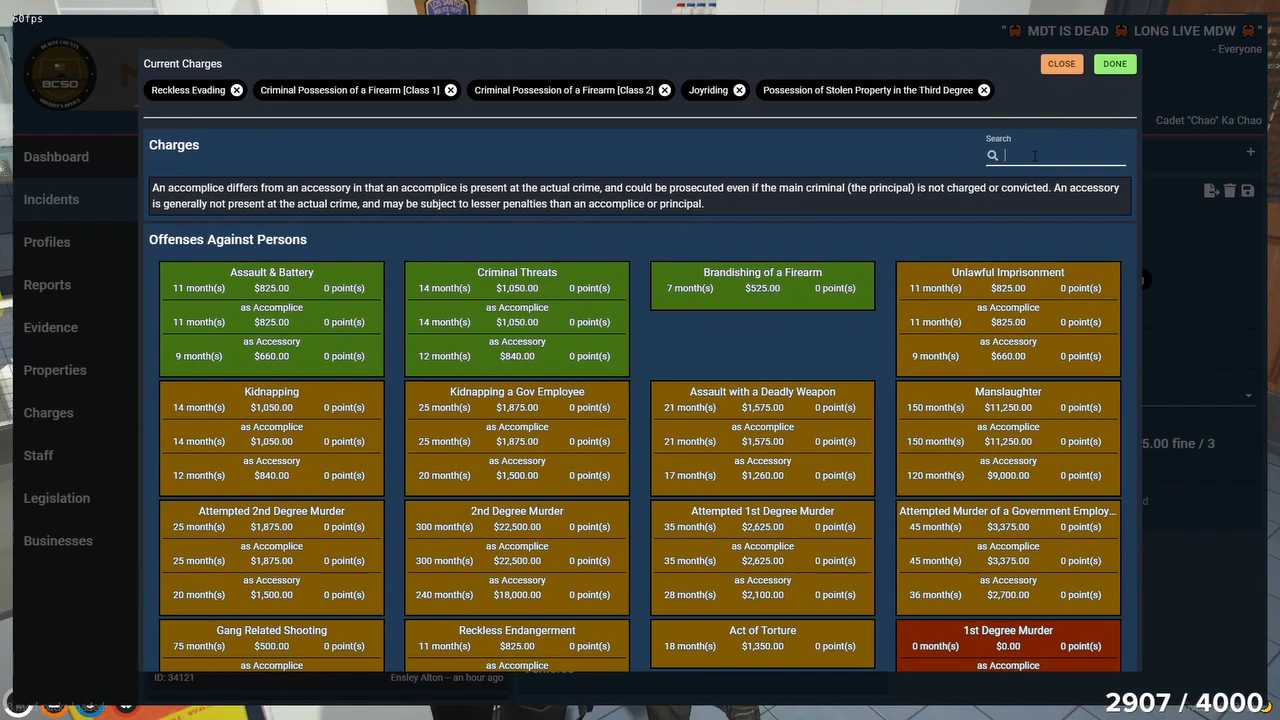 60fps
" MDT IS DEAD LONG LIVE MDW "
- Everyone
BLAINE COUNTY
BCSO
SHERIFF'S OFFICE
Cadet "Chao" Ka Chao
Dashboard
Incidents
Profiles
Reports
Evidence
Properties
Charges
Staff
Legislation
Businesses
Current Charges
CLOSE
DONE
Reckless Evading
Criminal Possession of a Firearm [Class 1]
Criminal Possession of a Firearm [Class 2]
Joyriding
Possession of Stolen Property in the Third Degree
Charges
Search
An accomplice differs from an accessory in that an accomplice is present at the actual crime, and could be prosecuted even if the main criminal (the principal) is not charged or convicted. An accessory
is generally not present at the actual crime, and may be subject to lesser penalties than an accomplice or principal.
Offenses Against Persons
Assault & Battery
11 month(s) $825.00 0 point(s)
as Accomplice
11 month(s) $825.00 0 point(s)
as Accessory
9 month(s) $660.00 0 point(s)
Criminal Threats
14 month(s) $1,050.00 0 point(s)
as Accomplice
14 month(s) $1,050.00 0 point(s)
as Accessory
12 month(s) $840.00 0 point(s)
Brandishing of a Firearm
7 month(s) $525.00 0 point(s)
Unlawful Imprisonment
11 month(s) $825.00 0 point(s)
as Accomplice
11 month(s) $825.00 0 point(s)
as Accessory
9 month(s) $660.00 0 point(s)
Kidnapping
14 month(s) $1,050.00 0 point(s)
as Accomplice
14 month(s) $1,050.00 0 point(s)
as Accessory
12 month(s) $840.00 0 point(s)
Kidnapping a Gov Employee
25 month(s) $1,875.00 0 point(s)
as Accomplice
25 month(s) $1,875.00 0 point(s)
as Accessory
20 month(s) $1,500.00 0 point(s)
Assault with a Deadly Weapon
21 month(s) $1,575.00 0 point(s)
as Accomplice
21 month(s) $1,575.00 0 point(s)
as Accessory
17 month(s) $1,260.00 0 point(s)
Manslaughter
150 month(s) $11,250.00 0 point(s)
as Accomplice
150 month(s) $11,250.00 0 point(s)
as Accessory
120 month(s) $9,000.00 0 point(s)
Attempted 2nd Degree Murder
25 month(s) $1,875.00 0 point(s)
as Accomplice
25 month(s) $1,875.00 0 point(s)
as Accessory
20 month(s) $1,500.00 0 point(s)
2nd Degree Murder
300 month(s) $22,500.00 0 point(s)
as Accomplice
300 month(s) $22,500.00 0 point(s)
as Accessory
240 month(s) $18,000.00 0 point(s)
Attempted 1st Degree Murder
35 month(s) $2,625.00 0 point(s)
as Accomplice
35 month(s) $2,625.00 0 point(s)
as Accessory
28 month(s) $2,100.00 0 point(s)
Attempted Murder of a Government Employ...
45 month(s) $3,375.00 0 point(s)
as Accomplice
45 month(s) $3,375.00 0 point(s)
as Accessory
36 month(s) $2,700.00 0 point(s)
Gang Related Shooting
75 month(s) $500.00 0 point(s)
as Accomplice
Reckless Endangerment
11 month(s) $825.00 0 point(s)
as Accomplice
Act of Torture
18 month(s) $1,350.00 0 point(s)
1st Degree Murder
0 month(s) $0.00 0 point(s)
as Accomplice
5.00 fine / 3
ID: 34121
Ensley Alton – an hour ago
2907 / 4000